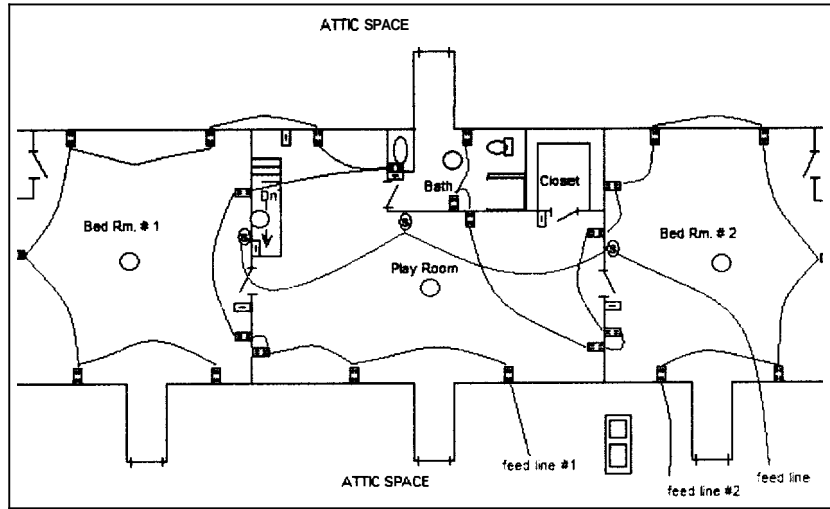 ATTIC SPACE
Dn
Bath
Closet
Bed Rm. # 1
Bed Rm. # 2
Play Room
feed line #1
feed line
ATTIC SPACE
feed line #2